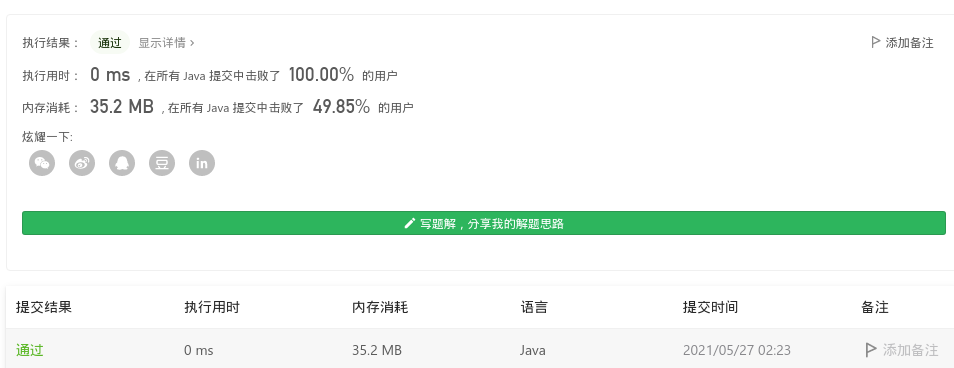 执行结果： 通过 显示详情 › 添加备注
执行用时： 0 ms , 在所有 Java 提交中击败了 100.00% 的用户
内存消耗： 35.2 MB , 在所有 Java 提交中击败了 49.85% 的用户
炫耀一下:
豆 in
写题解，分享我的解题思路
提交结果 执行用时 内存消耗 语言 提交时间 备注
通过 0 ms 35.2 MB Java 2021/05/27 02:23 添加备注